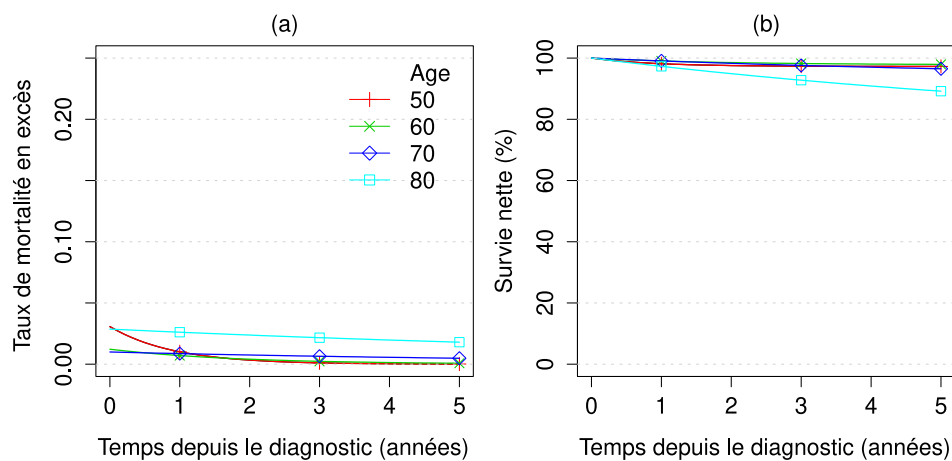 (a)
Taux de mortalité en excès
0.00
0.10
0.20
Age
50
60
70
80
0 1 2 3 4 5
Temps depuis le diagnostic (années)
(b)
Survie nette (%)
0
20
40
60
80
100
0 1 2 3 4 5
Temps depuis le diagnostic (années)